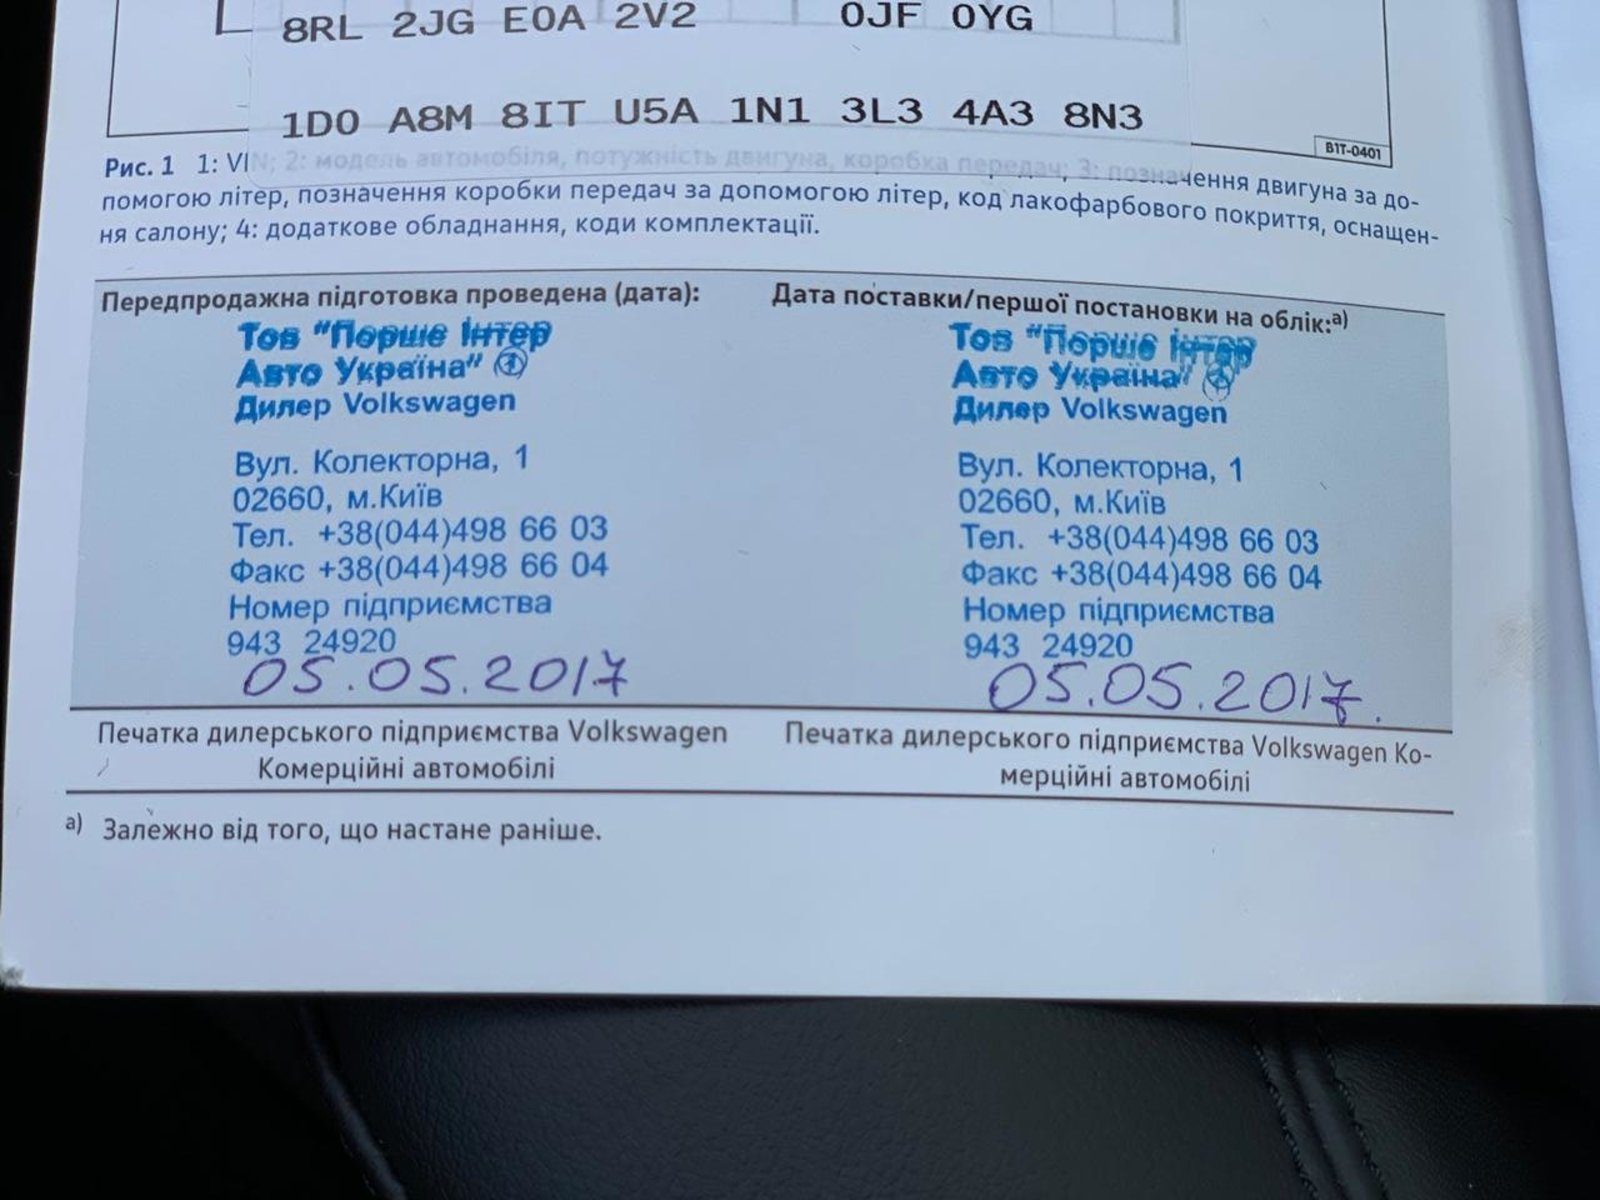 8RL 2JG E0A 2V2 0JF 0YG
1D0 A8M 8IT U5A 1N1 3L3 4A3 8N3
B1T-0401
Рис. 1 1: VIN; 2: модель автомобіля, потужність двигуна, коробка передач; 3: позначення двигуна за до-
помогою літер, позначення коробки передач за допомогою літер, код лакофарбового покриття, оснащен-
ня салону; 4: додаткове обладнання, коди комплектації.
Передпродажна підготовка проведена (дата):
Тов "Порше Інтер
Авто Україна" 1
Дилер Volkswagen
Вул. Колекторна, 1
02660, м.Київ
Тел. +38(044)498 66 03
Факс +38(044)498 66 04
Номер підприємства
943 24920
05.05.2017
Печатка дилерського підприємства Volkswagen
Комерційні автомобілі
Дата поставки/першої постановки на облік:a)
Тов "Порше Інтер
Авто Україна" 1
Дилер Volkswagen
Вул. Колекторна, 1
02660, м.Київ
Тел. +38(044)498 66 03
Факс +38(044)498 66 04
Номер підприємства
943 24920
05.05.2017.
Печатка дилерського підприємства Volkswagen Ко-
мерційні автомобілі
a) Залежно від того, що настане раніше.